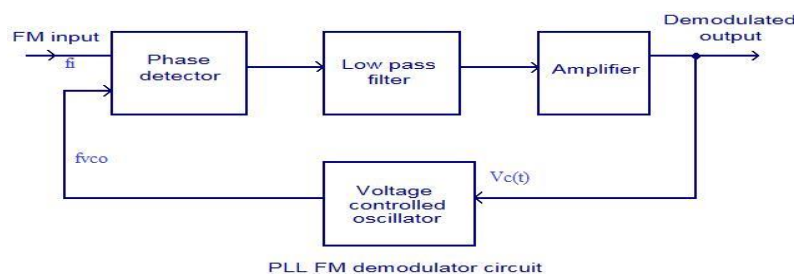 FM input
fi
Phase
detector
Low pass
filter
Amplifier
Demodulated
output
fvco
Voltage
controlled
oscillator
Vc(t)
PLL FM demodulator circuit